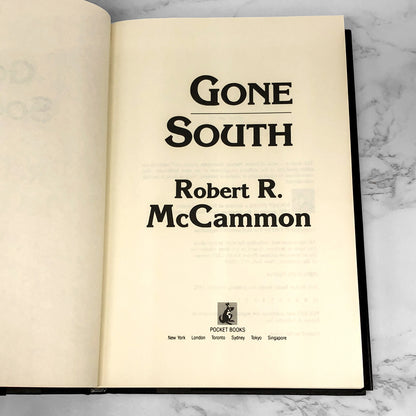 GONE
SOUTH
Robert R.
McCammon
POCKET BOOKS
New York London Toronto Sydney Tokyo Singapore